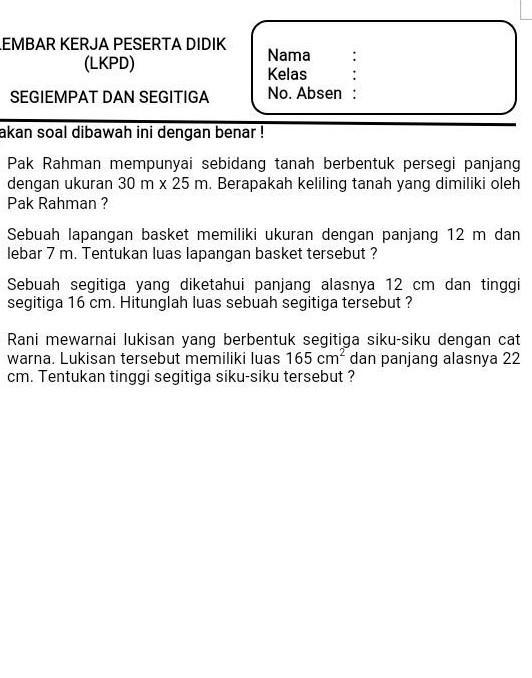 LEMBAR KERJA PESERTA DIDIK
(LKPD)
SEGIEMPAT DAN SEGITIGA
Nama :
Kelas :
No. Absen :
akan soal dibawah ini dengan benar !
Pak Rahman mempunyai sebidang tanah berbentuk persegi panjang
dengan ukuran 30 m x 25 m. Berapakah keliling tanah yang dimiliki oleh
Pak Rahman ?
Sebuah lapangan basket memiliki ukuran dengan panjang 12 m dan
lebar 7 m. Tentukan luas lapangan basket tersebut ?
Sebuah segitiga yang diketahui panjang alasnya 12 cm dan tinggi
segitiga 16 cm. Hitunglah luas sebuah segitiga tersebut ?
Rani mewarnai lukisan yang berbentuk segitiga siku-siku dengan cat
warna. Lukisan tersebut memiliki luas 165 cm² dan panjang alasnya 22
cm. Tentukan tinggi segitiga siku-siku tersebut ?